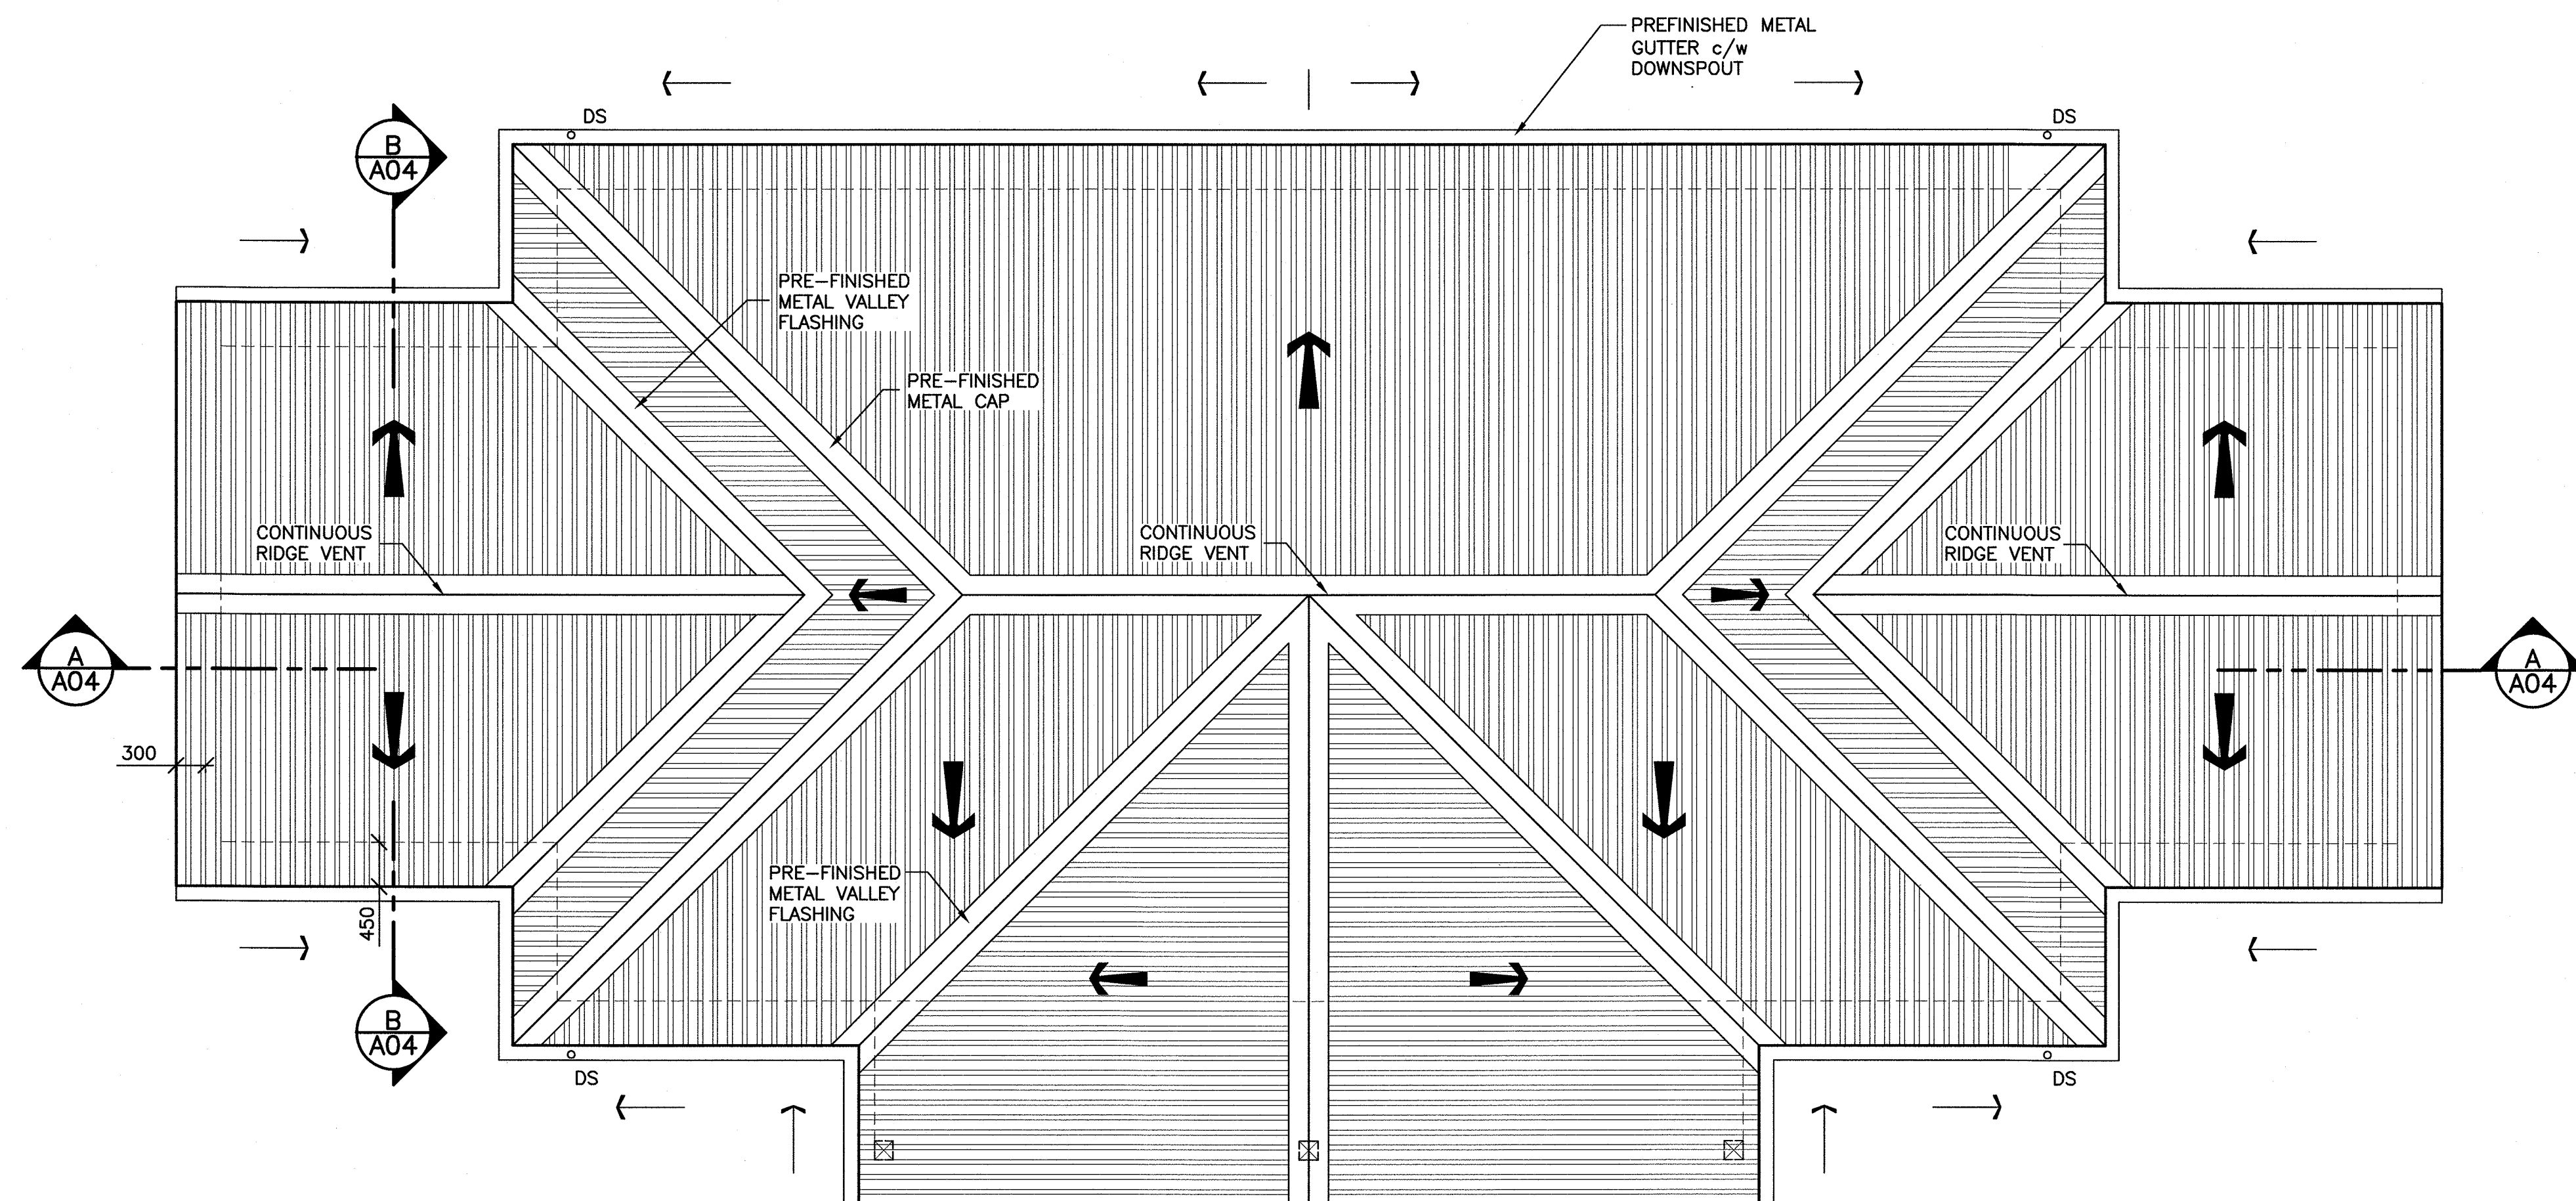 PREFINISHED METAL
GUTTER c/w
DOWNSPOUT
DS
DS
B
A04
PRE-FINISHED
METAL VALLEY
FLASHING
PRE-FINISHED
METAL CAP
CONTINUOUS
RIDGE VENT
CONTINUOUS
RIDGE VENT
CONTINUOUS
RIDGE VENT
A
A04
A
A04
300
PRE-FINISHED
METAL VALLEY
FLASHING
450
B
A04
DS
DS